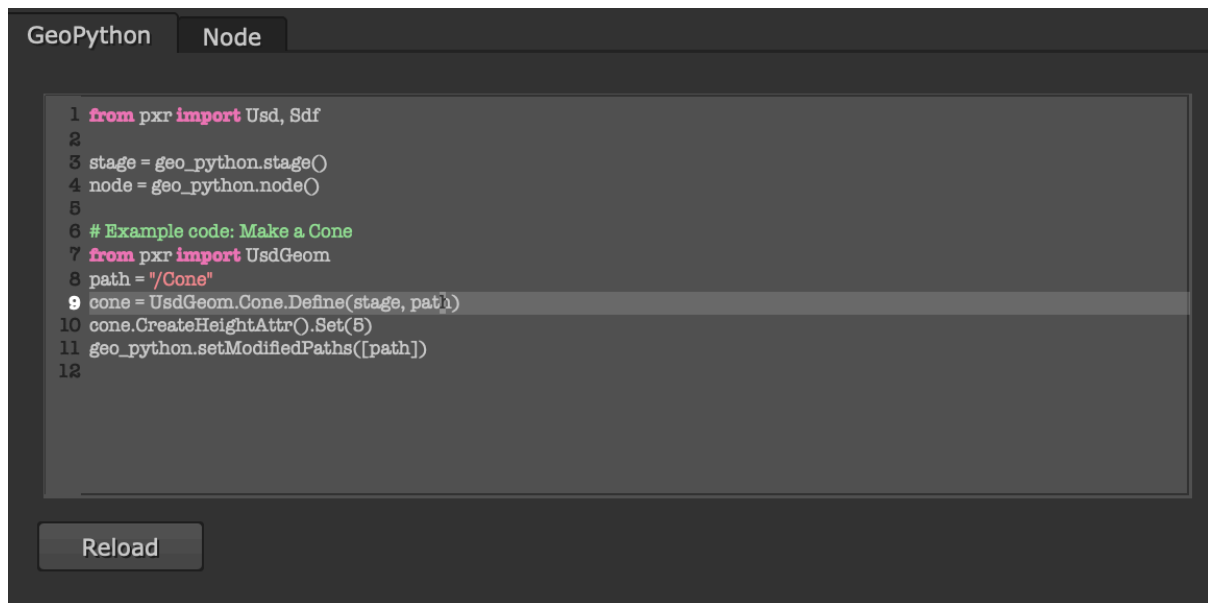 GeoPython Node
1 from pxr import Usd, Sdf
2
3 stage = geo_python.stage()
4 node = geo_python.node()
5
6 # Example code: Make a Cone
7 from pxr import UsdGeom
8 path = "/Cone"
9 cone = UsdGeom.Cone.Define(stage, path)
10 cone.CreateHeightAttr().Set(5)
11 geo_python.setModifiedPaths([path])
12
Reload